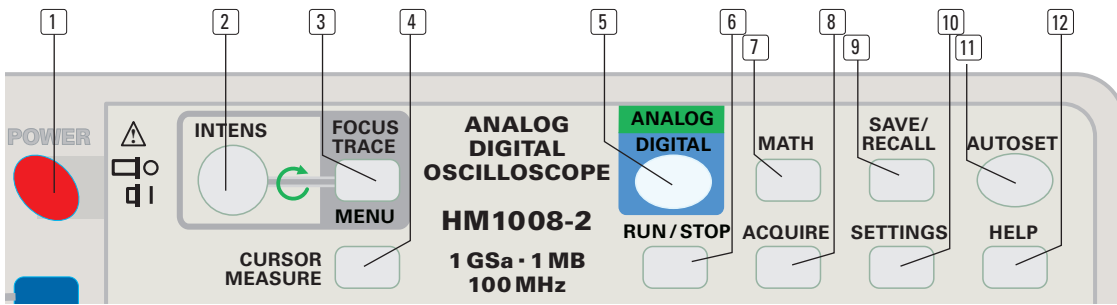 1 2 3 4 5 6 7 8 9 10 11 12
POWER
INTENS
FOCUS
TRACE
MENU
CURSOR
MEASURE
ANALOG
DIGITAL
OSCILLOSCOPE
HM1008-2
1 GSa · 1 MB
100 MHz
ANALOG
DIGITAL
RUN / STOP
MATH
ACQUIRE
SAVE/
RECALL
SETTINGS
AUTOSET
HELP